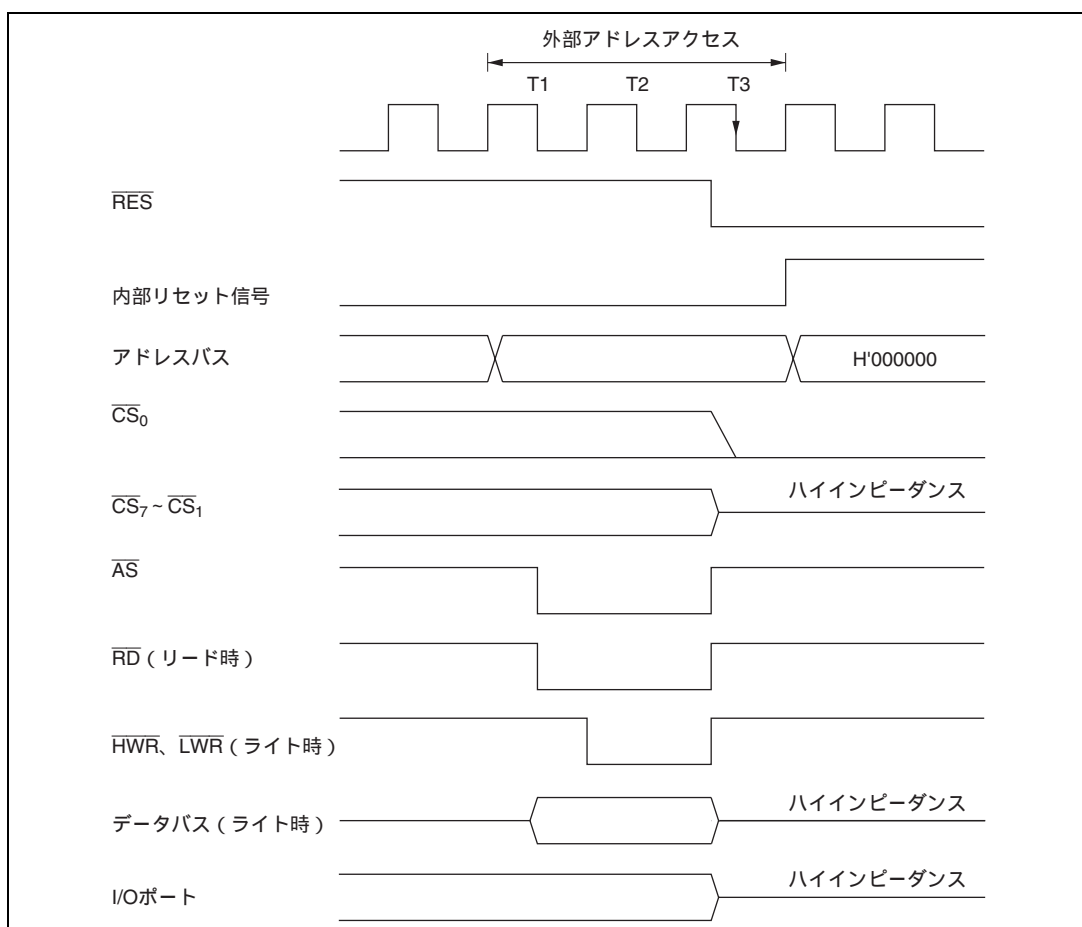 外部アドレスアクセス
T1 T2 T3
RES
内部リセット信号
アドレスバス H'000000
CS0
CS7~CS1 ハイインピーダンス
AS
RD(リード時)
HWR、LWR(ライト時)
データバス(ライト時) ハイインピーダンス
I/Oポート ハイインピーダンス